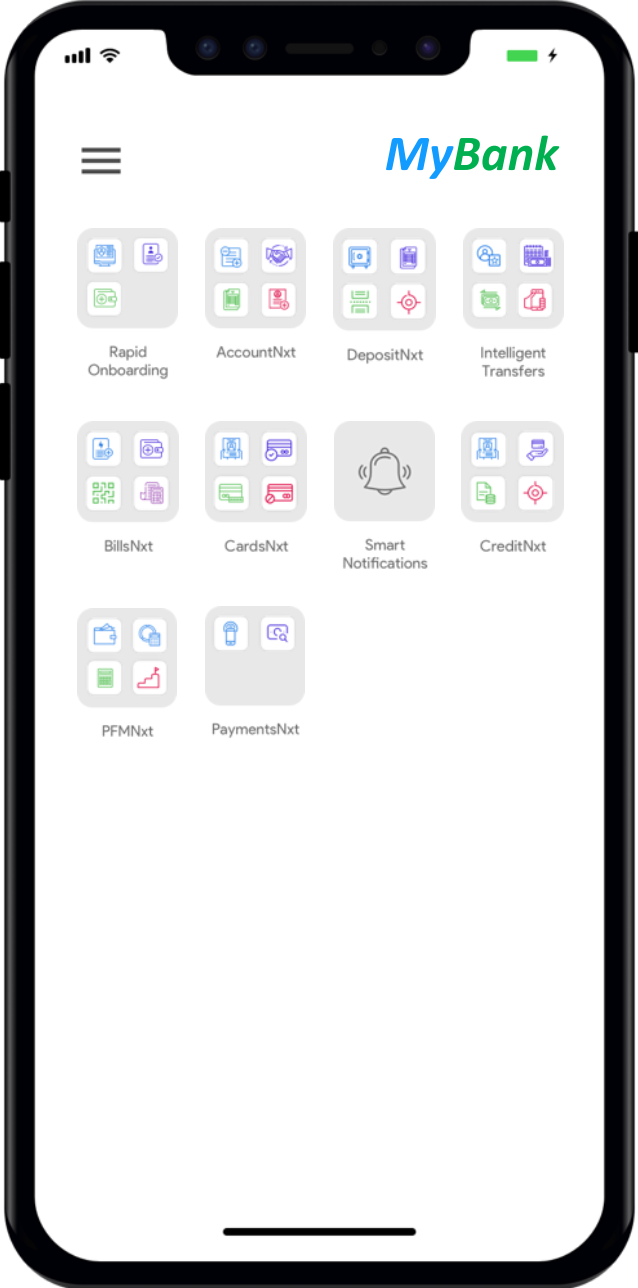 MyBank
Rapid
Onboarding
AccountNxt
DepositNxt
Intelligent
Transfers
BillsNxt
CardsNxt
Smart
Notifications
CreditNxt
PFMNxt
PaymentsNxt